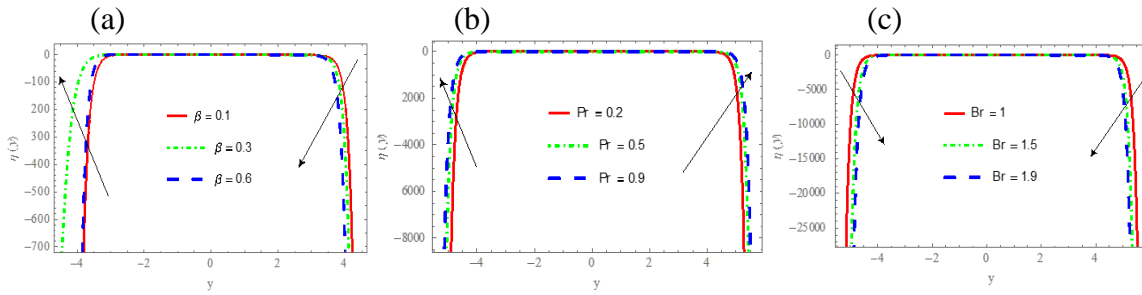 (a)
0
-100
-200
-300
-400
-500
-600
-700
η (y)
β = 0.1
β = 0.3
β = 0.6
-4 -2 0 2 4
y
(b)
0
2000
4000
6000
-8000
η (y)
Pr = 0.2
Pr = 0.5
Pr = 0.9
-4 -2 0 2 4
y
(c)
0
-5000
-10000
-15000
-20000
-25000
η (y)
Br = 1
Br = 1.5
Br = 1.9
-4 -2 0 2 4
y